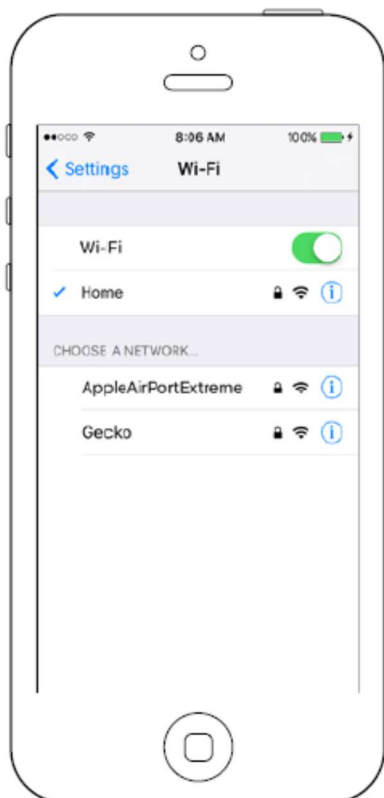 8:06 AM 100%
Settings Wi-Fi
Wi-Fi
Home
CHOOSE A NETWORK...
AppleAirPortExtreme
Gecko